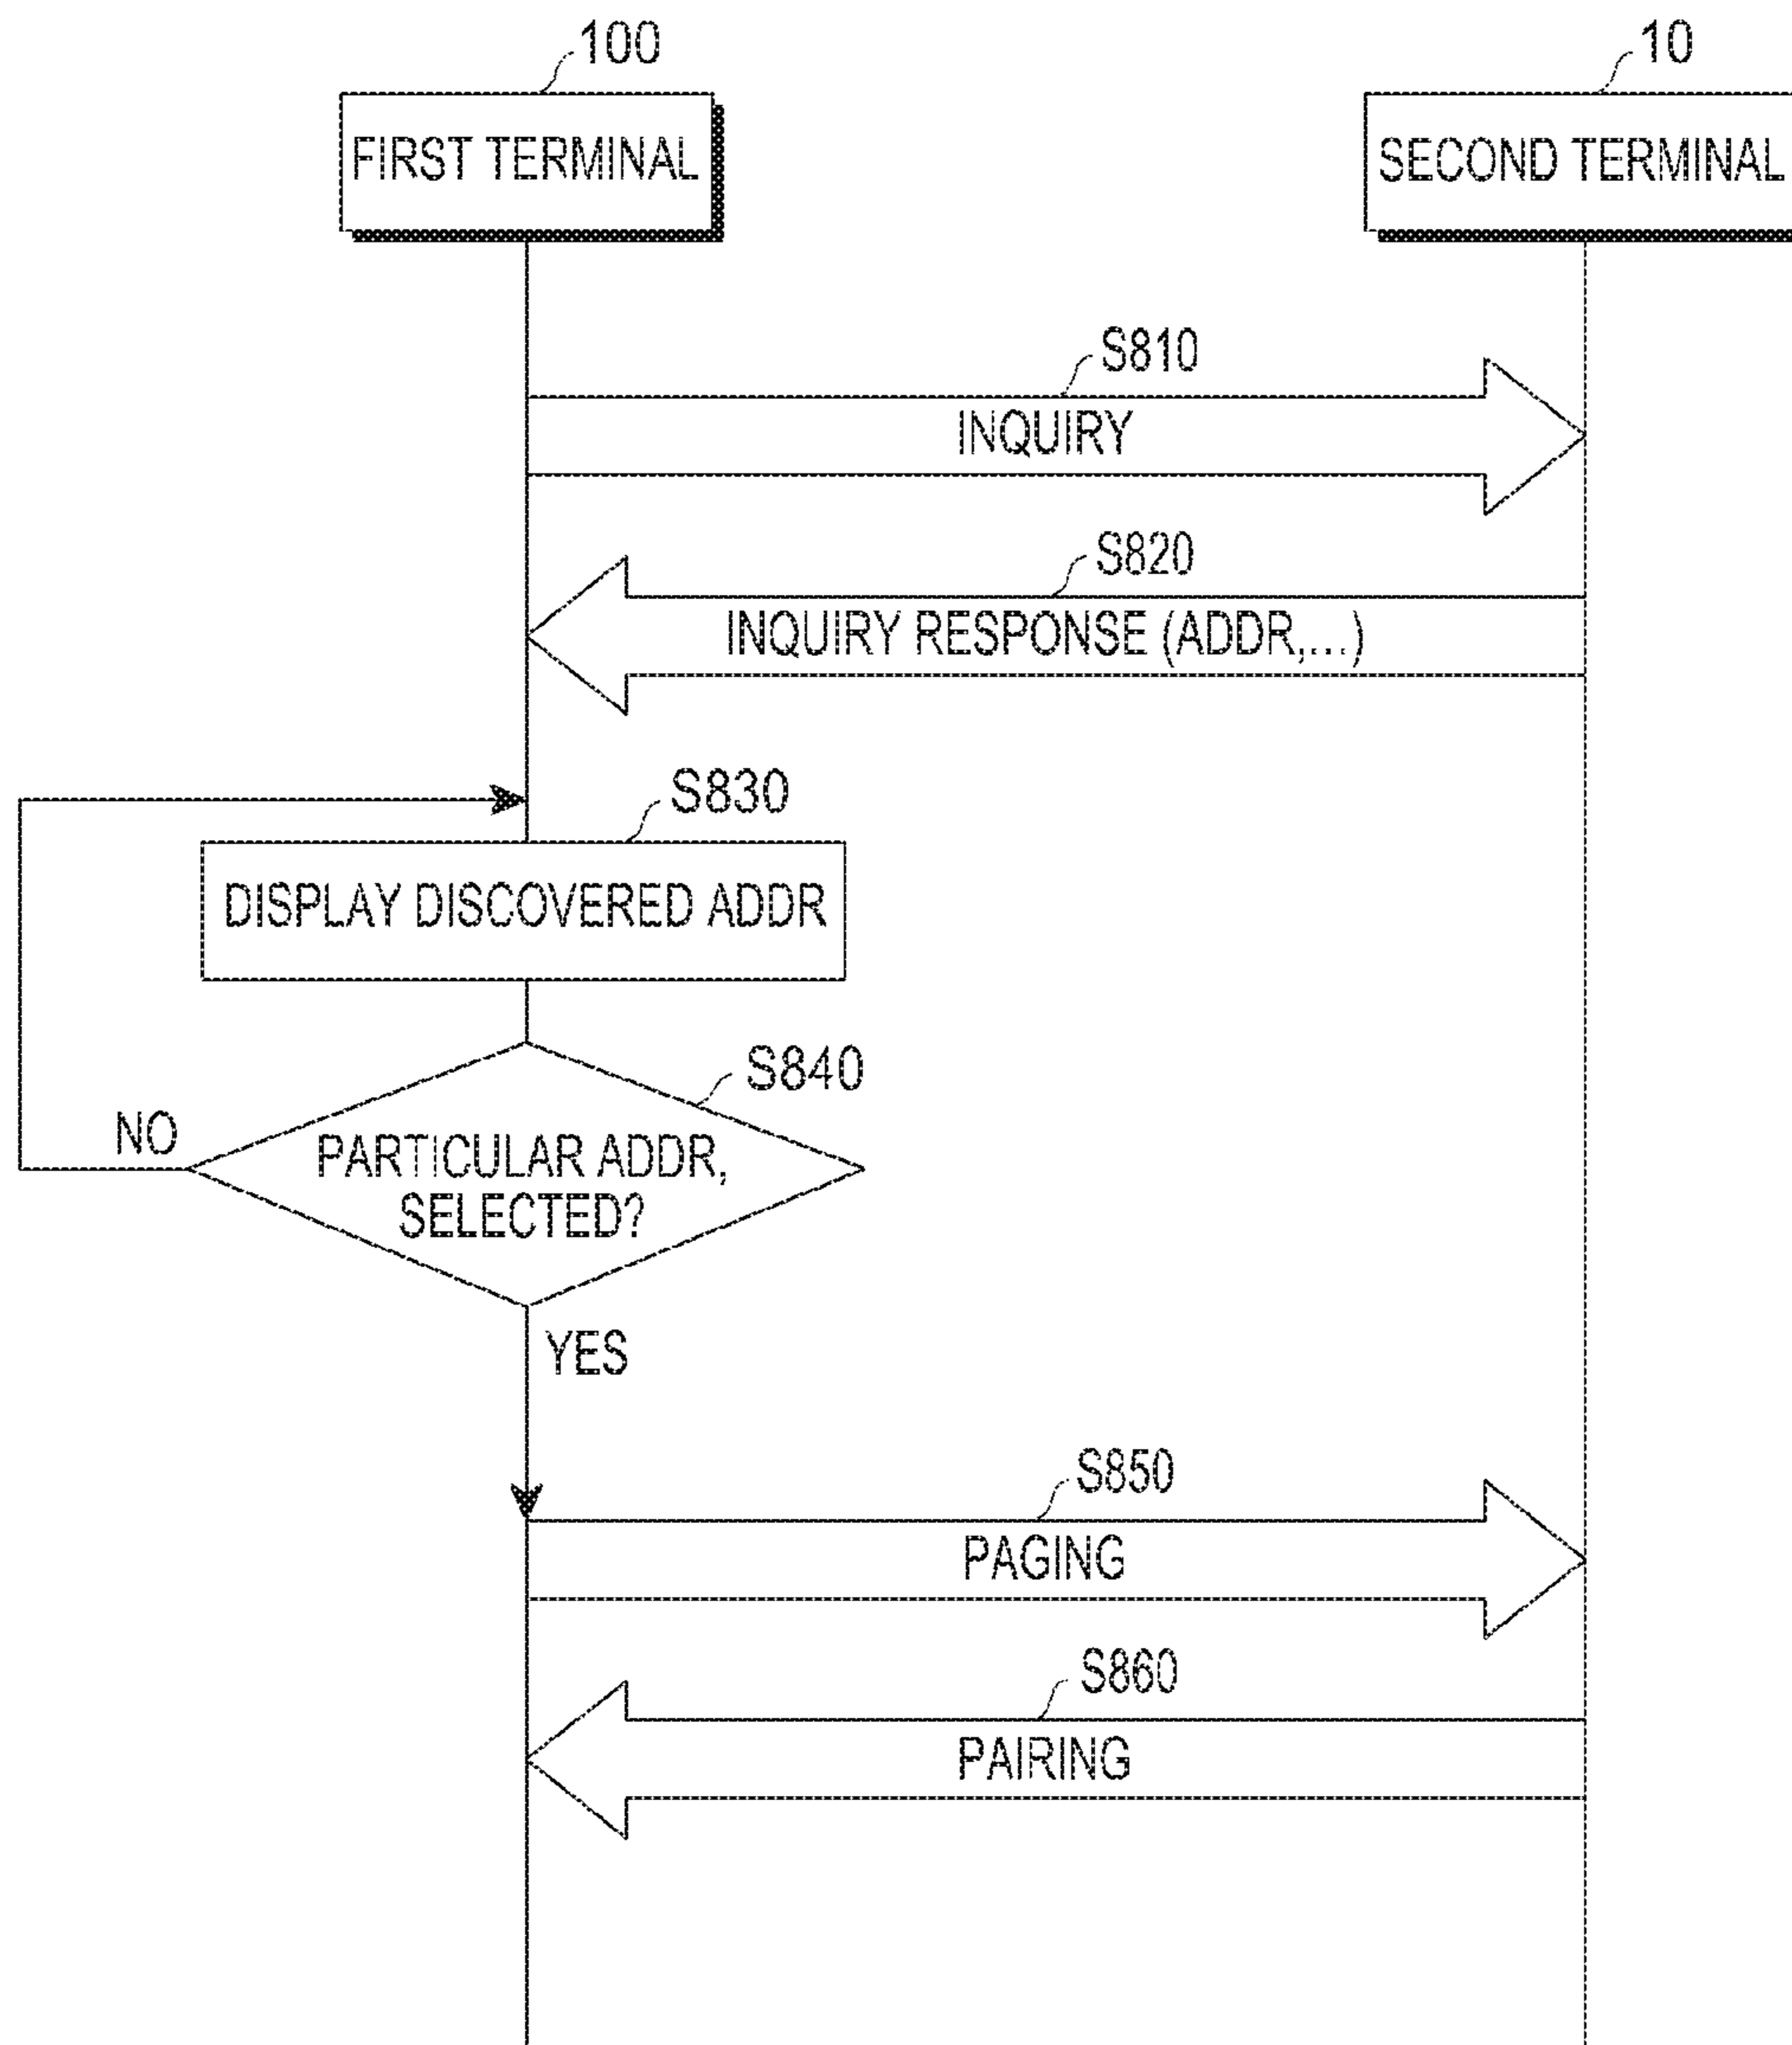 100
10
FIRST TERMINAL
SECOND TERMINAL
S810
INQUIRY
S820
INQUIRY RESPONSE (ADDR,...)
S830
DISPLAY DISCOVERED ADDR
S840
NO
PARTICULAR ADDR,
SELECTED?
YES
S850
PAGING
S860
PAIRING